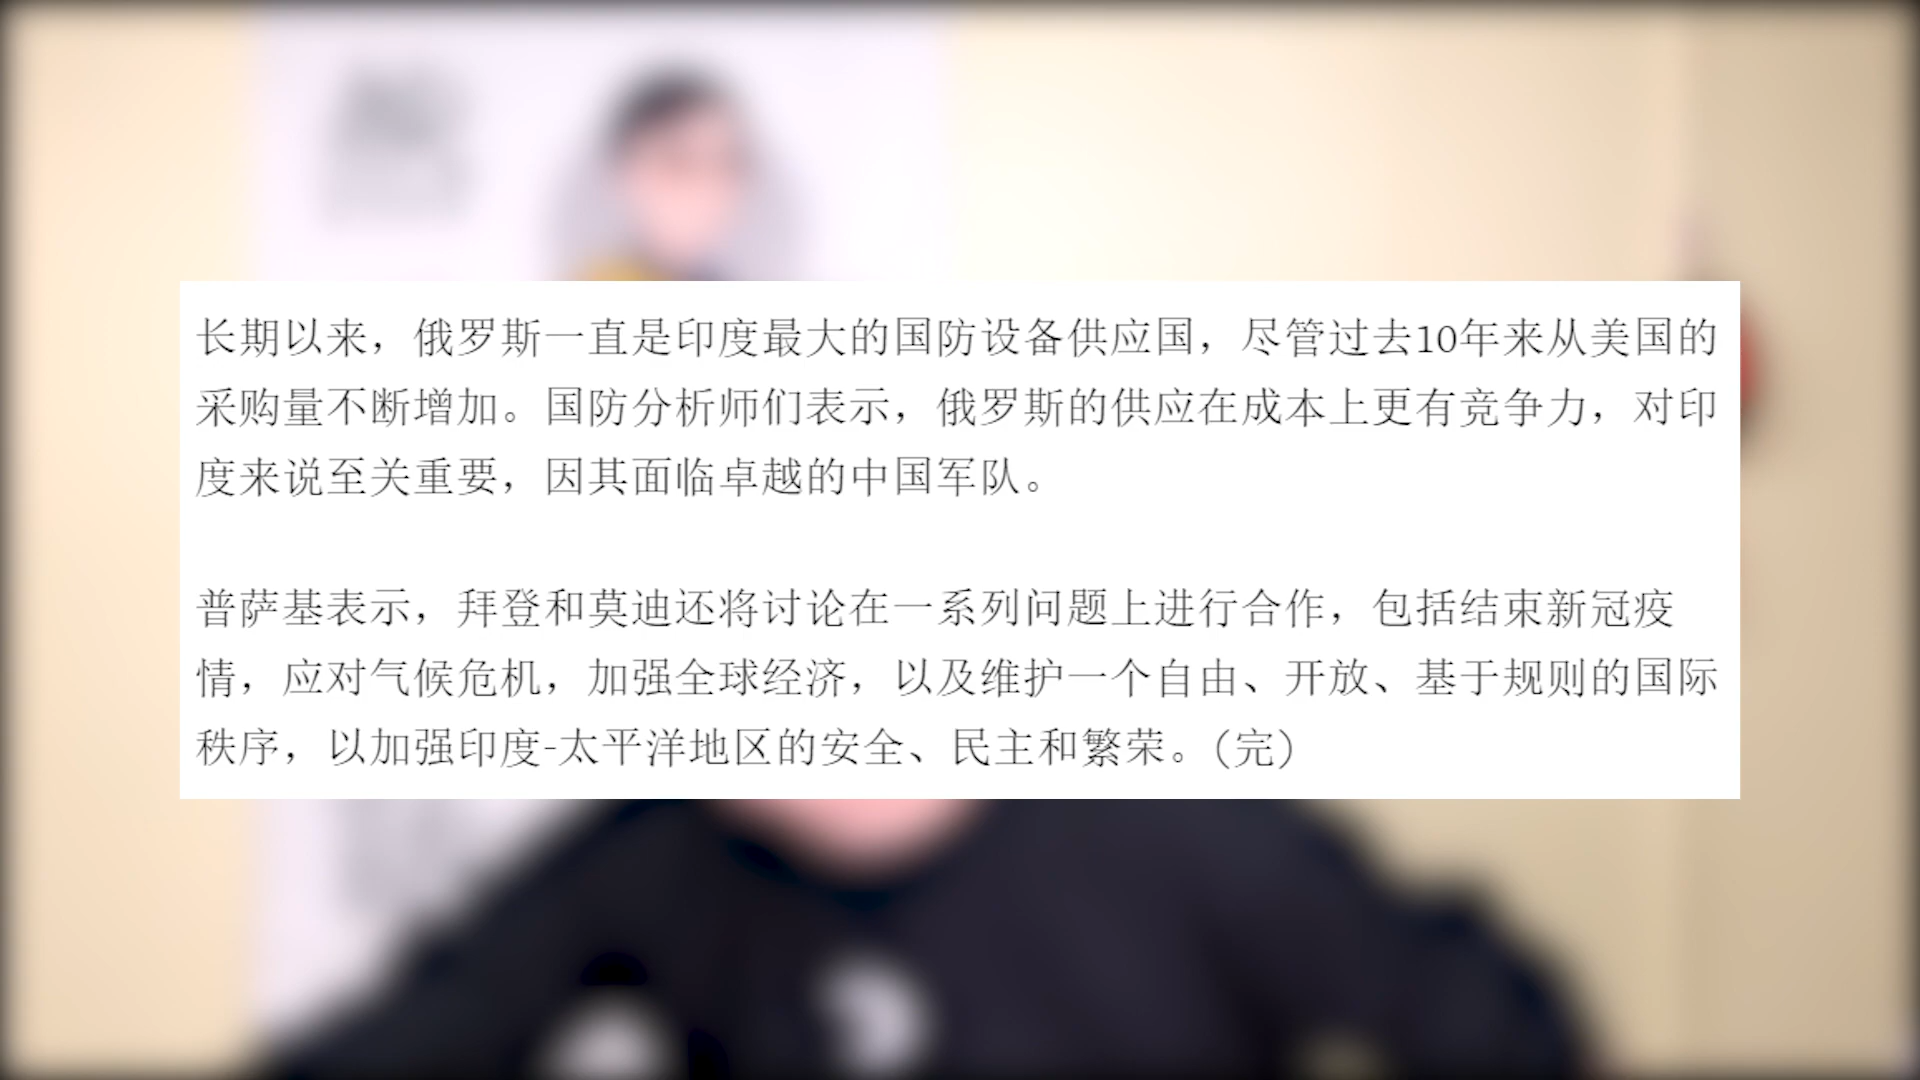 长期以来，俄罗斯一直是印度最大的国防设备供应国，尽管过去10年来从美国的
采购量不断增加。国防分析师们表示，俄罗斯的供应在成本上更有竞争力，对印
度来说至关重要，因其面临卓越的中国军队。
普萨基表示，拜登和莫迪还将讨论在一系列问题上进行合作，包括结束新冠疫
情，应对气候危机，加强全球经济，以及维护一个自由、开放、基于规则的国际
秩序，以加强印度-太平洋地区的安全、民主和繁荣。(完)